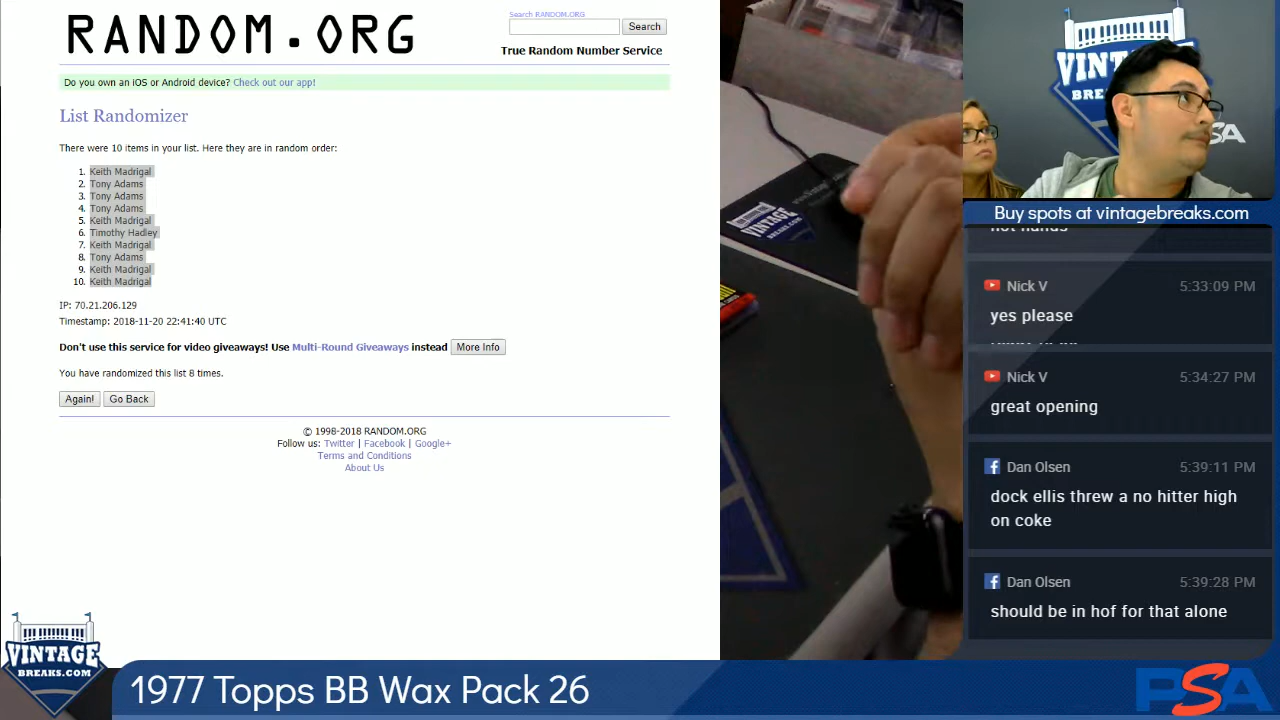 RANDOM.ORG
Search RANDOM.ORG
Search
True Random Number Service
Do you own an iOS or Android device? Check out our app!
List Randomizer
There were 10 items in your list. Here they are in random order:
1. Keith Madrigal
2. Tony Adams
3. Tony Adams
4. Tony Adams
5. Keith Madrigal
6. Timothy Hadley
7. Keith Madrigal
8. Tony Adams
9. Keith Madrigal
10. Keith Madrigal
IP: 70.21.206.129
Timestamp: 2018-11-20 22:41:40 UTC
Don't use this service for video giveaways! Use Multi-Round Giveaways instead More Info
You have randomized this list 8 times.
Again! Go Back
© 1998-2018 RANDOM.ORG
Follow us: Twitter | Facebook | Google+
Terms and Conditions
About Us
VINTAGE
Buy spots at vintagebreaks.com
hot hands
Nick V 5:33:09 PM
yes please
Nick V 5:34:27 PM
great opening
Dan Olsen 5:39:11 PM
dock ellis threw a no hitter high
on coke
Dan Olsen 5:39:28 PM
should be in hof for that alone
VINTAGE
BREAKS.COM
1977 Topps BB Wax Pack 26
PSA